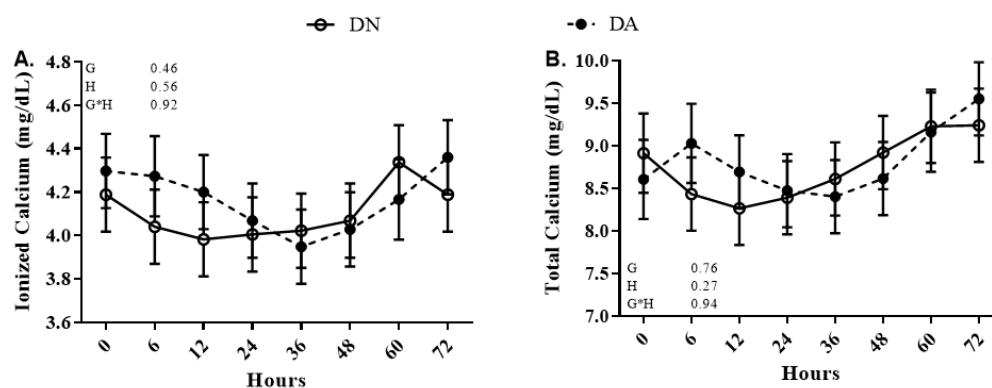 DN DA
A.
Ionized Calcium (mg/dL)
4.8
4.4
4.2
4.0
3.8
3.6
G 0.46
H 0.56
G*H 0.92
0 6 12 24 36 48 60 72
Hours
B.
Total Calcium (mg/dL)
10.0
9.5
9.0
8.5
8.0
7.5
7.0
G 0.76
H 0.27
G*H 0.94
0 6 12 24 36 48 60 72
Hours